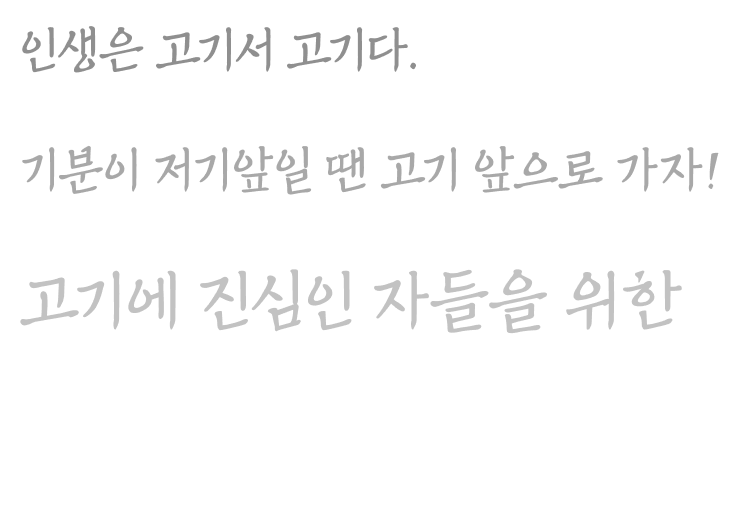 인생은 고기서 고기다.
기분이 저기앞일 땐 고기 앞으로 가자!
고기에 진심인 자들을 위한